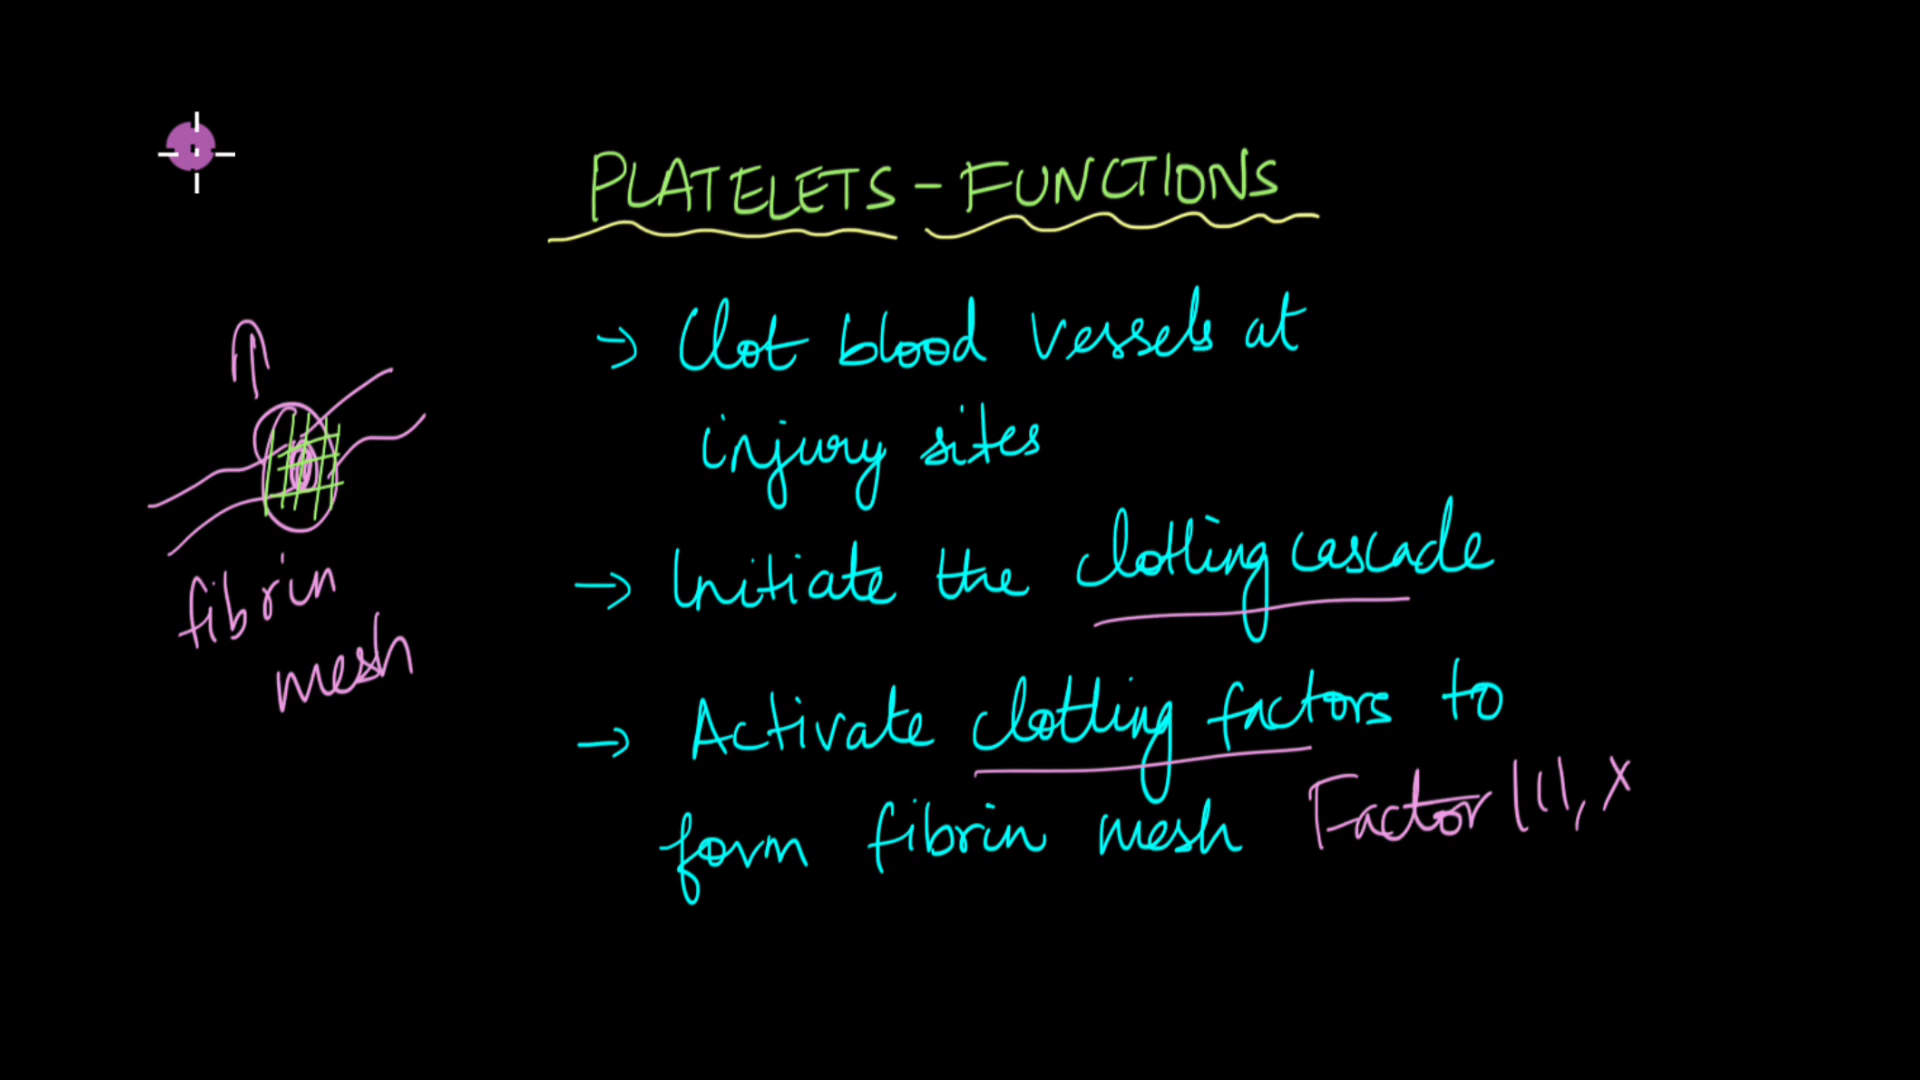 PLATELETS - FUNCTIONS
→ Clot blood vessels at
injury sites
→ Initiate the clotting cascade
→ Activate clotting factors to
form fibrin mesh
Factor III, X
fibrin
mesh